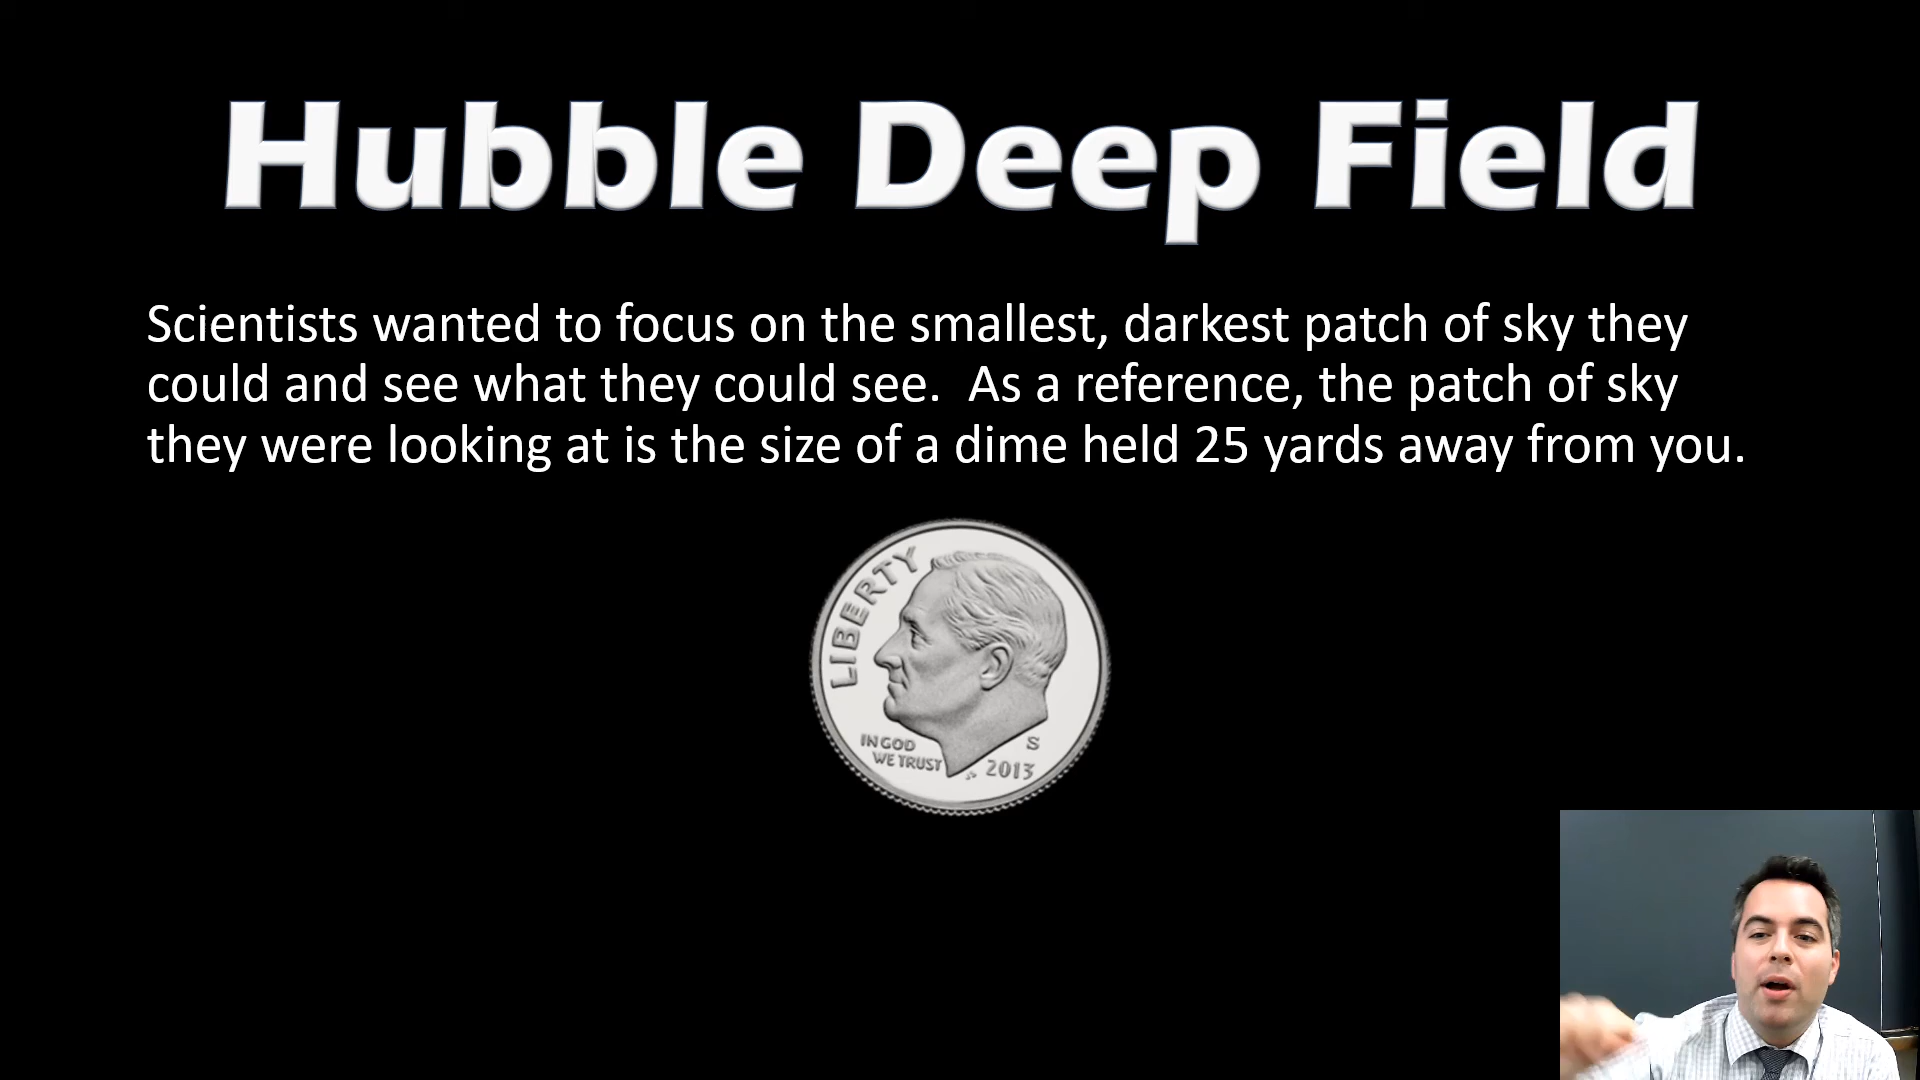 Hubble Deep Field
Scientists wanted to focus on the smallest, darkest patch of sky they
could and see what they could see.  As a reference, the patch of sky
they were looking at is the size of a dime held 25 yards away from you.
LIBERTY
IN GOD
WE TRUST
S
2013